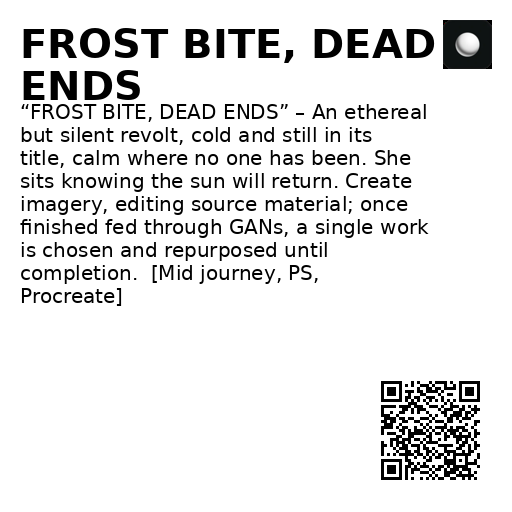 FROST BITE, DEAD
ENDS
“FROST BITE, DEAD ENDS” – An ethereal
but silent revolt, cold and still in its
title, calm where no one has been. She
sits knowing the sun will return. Create
imagery, editing source material; once
finished fed through GANs, a single work
is chosen and repurposed until
completion.  [Mid journey, PS,
Procreate]